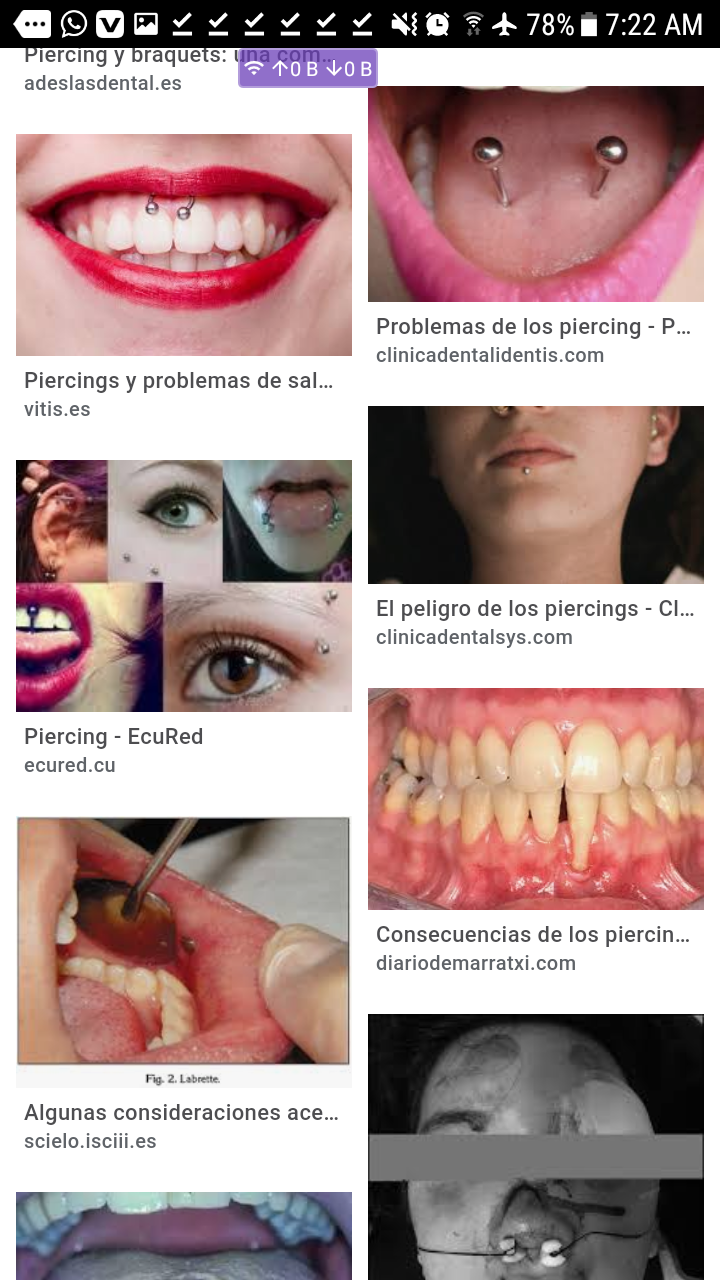 78% 7:22 AM
Piercing y braquets: una com...
↑0 B ↓0 B
adeslasdental.es
Piercings y problemas de sal...
vitis.es
Problemas de los piercing - P...
clinicadentalidentis.com
El peligro de los piercings - Cl...
clinicadentalsys.com
Piercing - EcuRed
ecured.cu
Consecuencias de los piercin...
diariodemarratxi.com
Fig. 2. Labrette.
Algunas consideraciones ace...
scielo.isciii.es